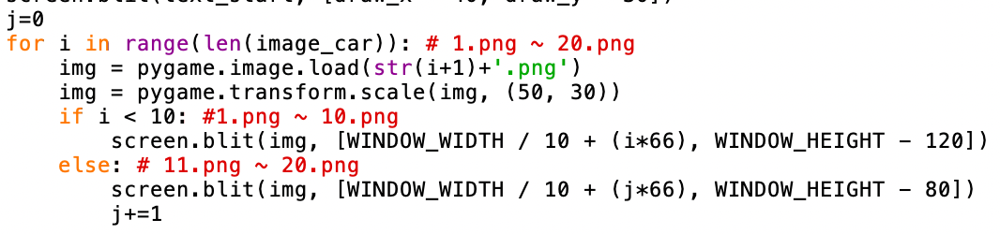 j=0
for i in range(len(image_car)): # 1.png ~ 20.png
    img = pygame.image.load(str(i+1)+'.png')
    img = pygame.transform.scale(img, (50, 30))
    if i < 10: #1.png ~ 10.png
        screen.blit(img, [WINDOW_WIDTH / 10 + (i*66), WINDOW_HEIGHT - 120])
    else: # 11.png ~ 20.png
        screen.blit(img, [WINDOW_WIDTH / 10 + (j*66), WINDOW_HEIGHT - 80])
        j+=1